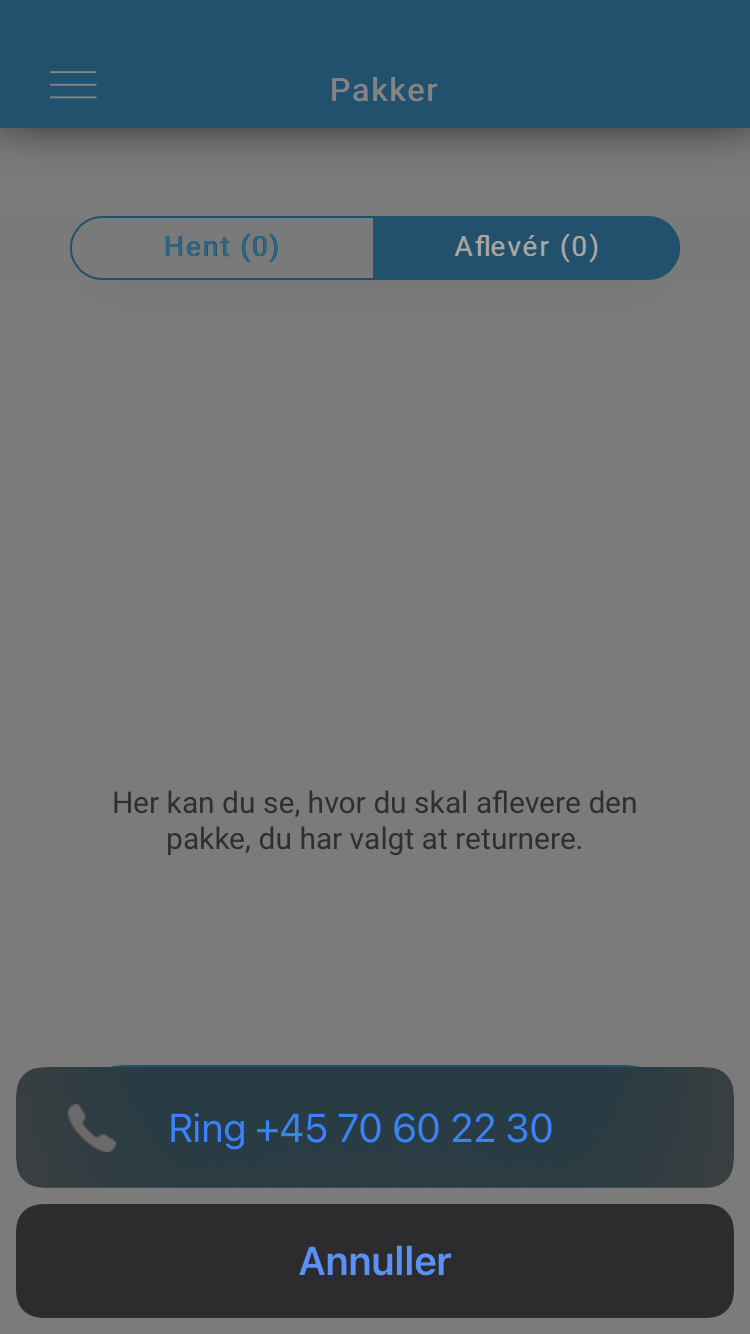 Pakker
Hent (0)
Aflevér (0)
Her kan du se, hvor du skal aflevere den
pakke, du har valgt at returnere.
Ring +45 70 60 22 30
Annuller